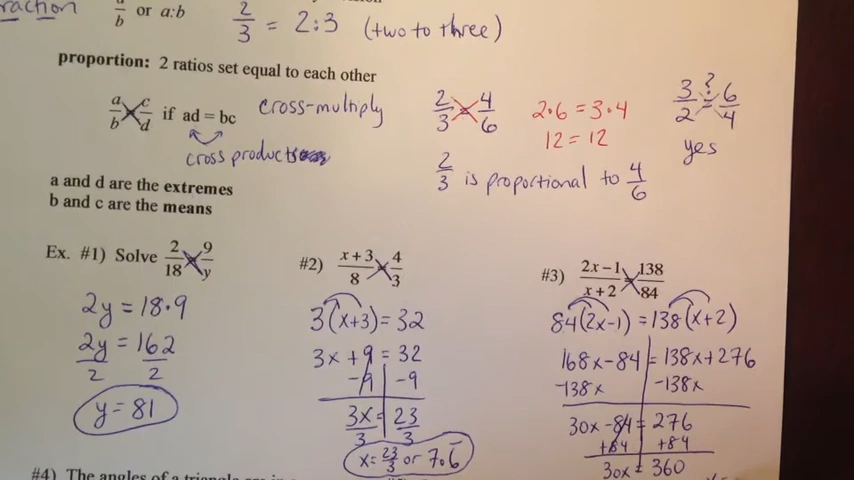 raction a/b or a:b 2/3 = 2:3 (two to three)
proportion: 2 ratios set equal to each other
a/b c/d if ad = bc cross-multiply 2/3 4/6 2·6 = 3·4 3/2 ?= 6/4
12 = 12
cross products yes
2/3 is proportional to 4/6
a and d are the extremes
b and c are the means
Ex. #1) Solve 2/18 = 9/y
2y = 18·9
2y = 162
2 2
y = 81
#2) x+3/8 = 4/3
3(x+3) = 32
3x + 9 = 32
-9 -9
3x = 23
3 3
x = 23/3 or 7.6̅
#3) 2x-1/x+2 = 138/84
84(2x-1) = 138(x+2)
168x-84 = 138x+276
-138x -138x
30x-84 = 276
+84 +84
30x = 360
#4) The angles of a triangle are in